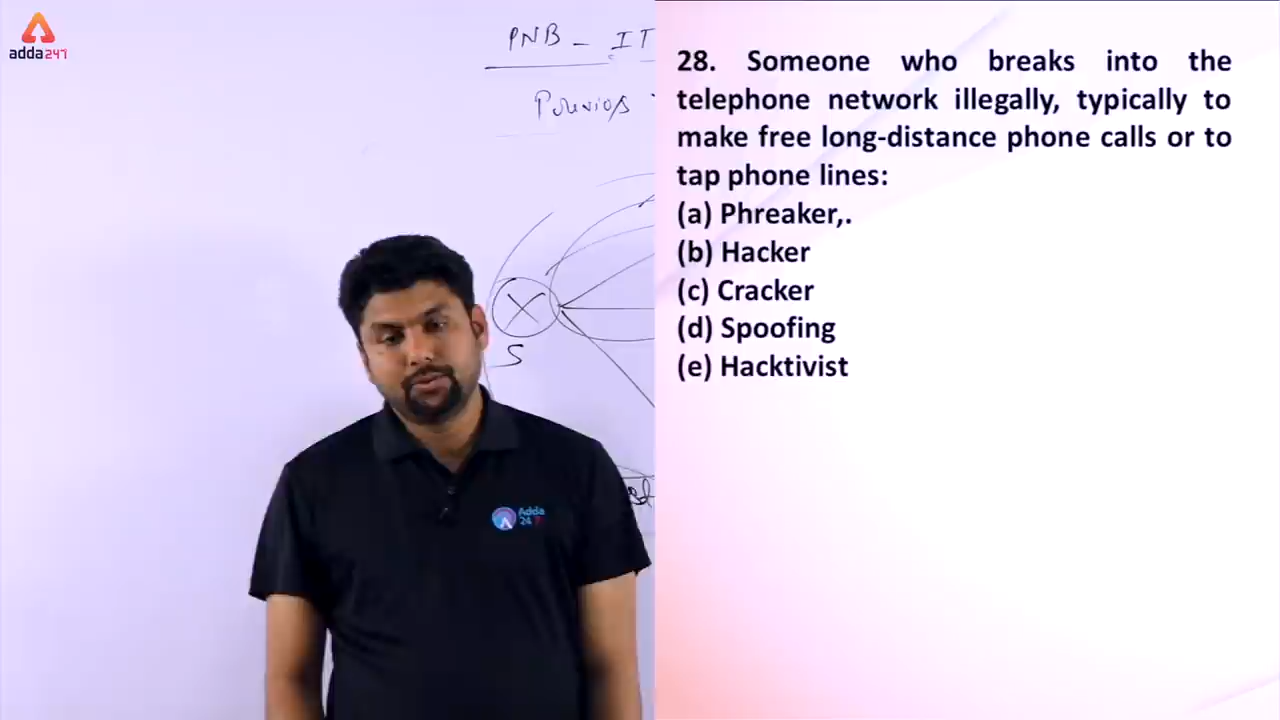 adda247
PNB - IT
28. Someone who breaks into the
telephone network illegally, typically to
make free long-distance phone calls or to
tap phone lines:
(a) Phreaker,.
(b) Hacker
(c) Cracker
(d) Spoofing
(e) Hacktivist
S
Adda
247